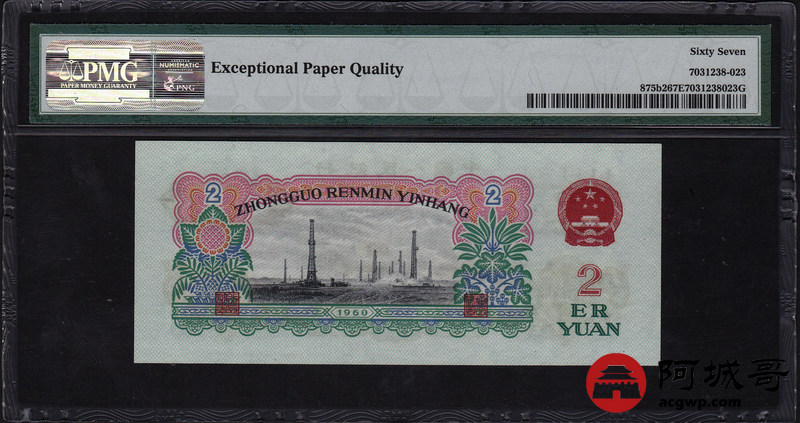 PMG
PAPER MONEY GUARANTY
NUMISMATIC
PNG
Exceptional Paper Quality
Sixty Seven
7031238-023
875b267E7031238023G
2
ZHONGGUO RENMIN YINHANG
2
1960
2
ER
YUAN
阿城哥
acgwp.com